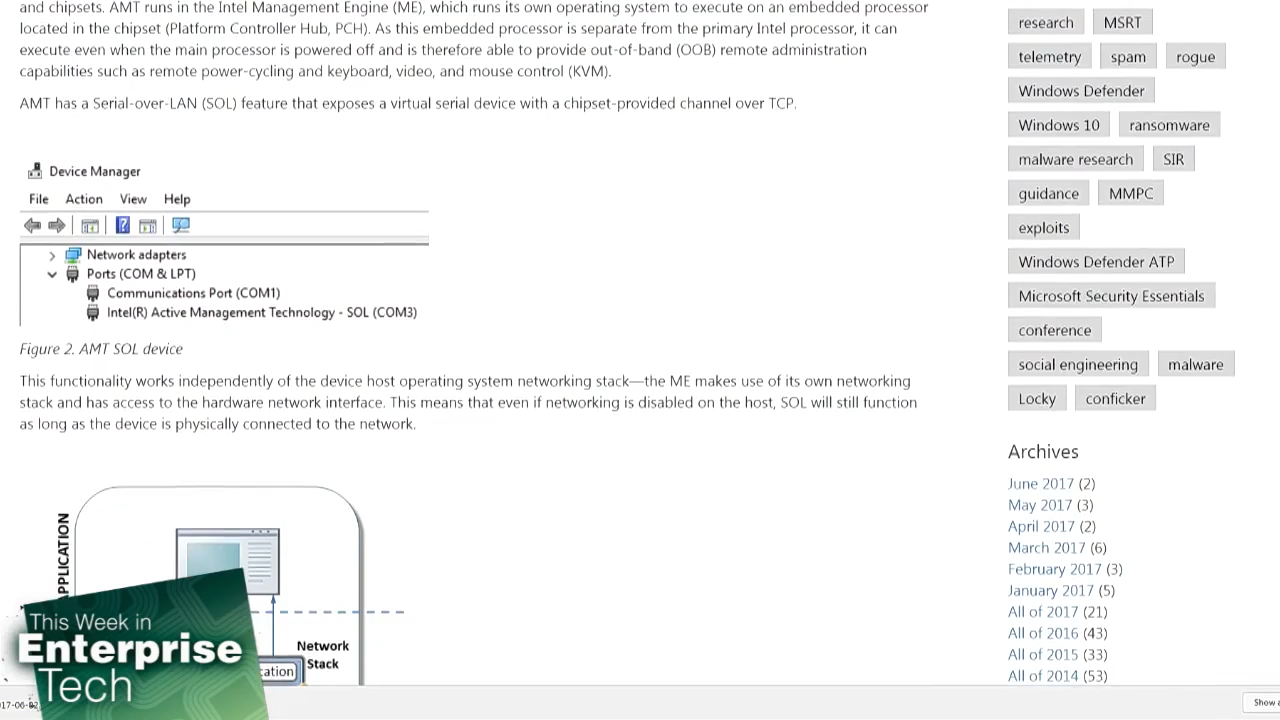 and chipsets. AMT runs in the Intel Management Engine (ME), which runs its own operating system to execute on an embedded processor
located in the chipset (Platform Controller Hub, PCH). As this embedded processor is separate from the primary Intel processor, it can
execute even when the main processor is powered off and is therefore able to provide out-of-band (OOB) remote administration
capabilities such as remote power-cycling and keyboard, video, and mouse control (KVM).
AMT has a Serial-over-LAN (SOL) feature that exposes a virtual serial device with a chipset-provided channel over TCP.
Device Manager
File Action View Help
Network adapters
Ports (COM & LPT)
Communications Port (COM1)
Intel(R) Active Management Technology - SOL (COM3)
Figure 2. AMT SOL device
This functionality works independently of the device host operating system networking stack—the ME makes use of its own networking
stack and has access to the hardware network interface. This means that even if networking is disabled on the host, SOL will still function
as long as the device is physically connected to the network.
PPLICATION
Network
Stack
cation
This Week in
Enterprise
Tech
research MSRT
telemetry spam rogue
Windows Defender
Windows 10 ransomware
malware research SIR
guidance MMPC
exploits
Windows Defender ATP
Microsoft Security Essentials
conference
social engineering malware
Locky conficker
Archives
June 2017 (2)
May 2017 (3)
April 2017 (2)
March 2017 (6)
February 2017 (3)
January 2017 (5)
All of 2017 (21)
All of 2016 (43)
All of 2015 (33)
All of 2014 (53)
Show a